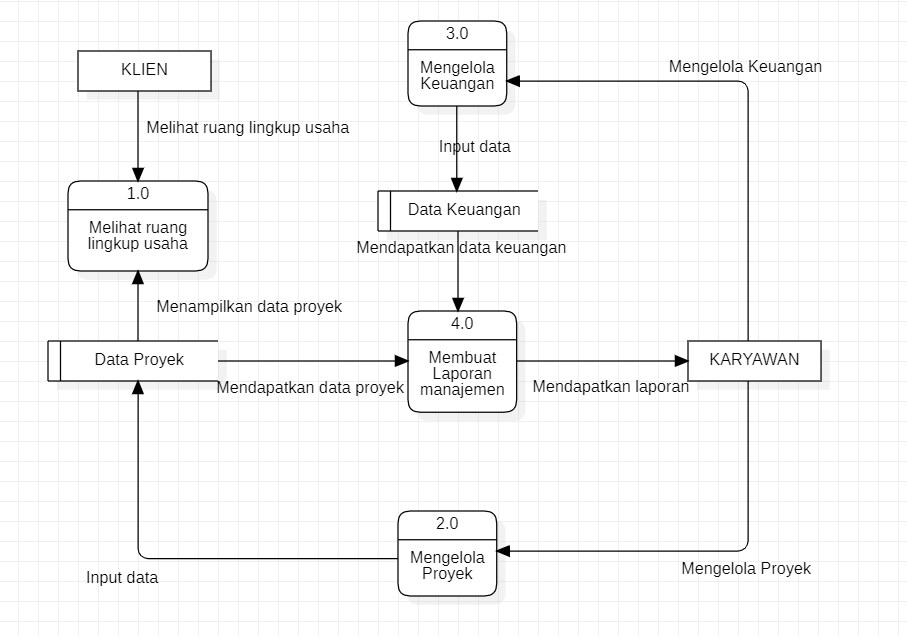 3.0
Mengelola
Keuangan
KLIEN
Mengelola Keuangan
Melihat ruang lingkup usaha
Input data
1.0
Melihat ruang
lingkup usaha
Data Keuangan
Mendapatkan data keuangan
Menampilkan data proyek
4.0
Membuat
Laporan
manajemen
Data Proyek
KARYAWAN
Mendapatkan data proyek
Mendapatkan laporan
2.0
Mengelola
Proyek
Input data
Mengelola Proyek